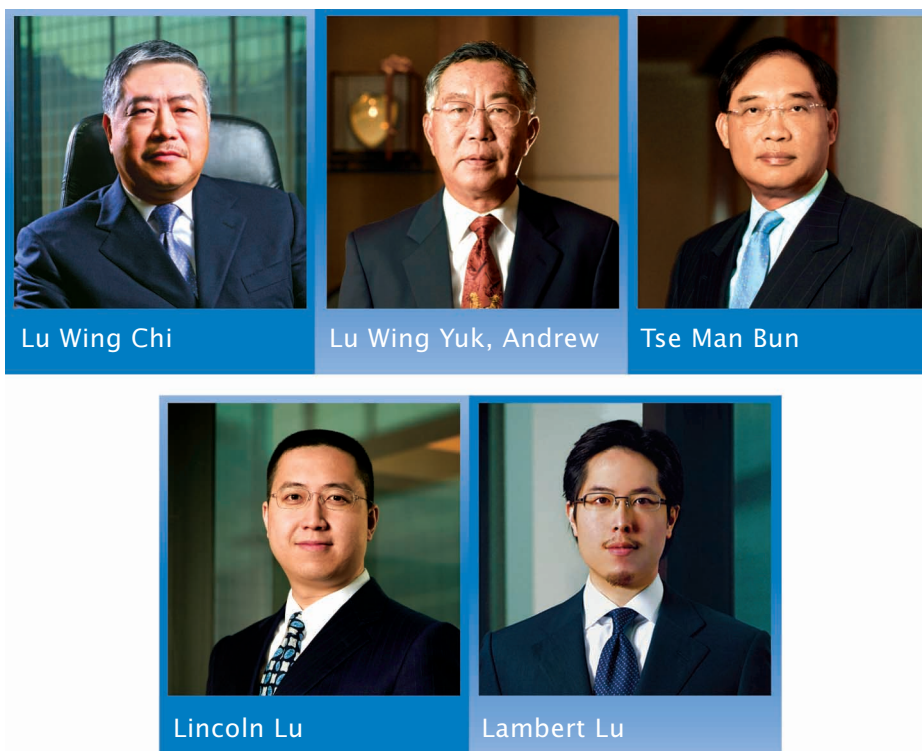 Lu Wing Chi
Lu Wing Yuk, Andrew
Tse Man Bun
Lincoln Lu
Lambert Lu